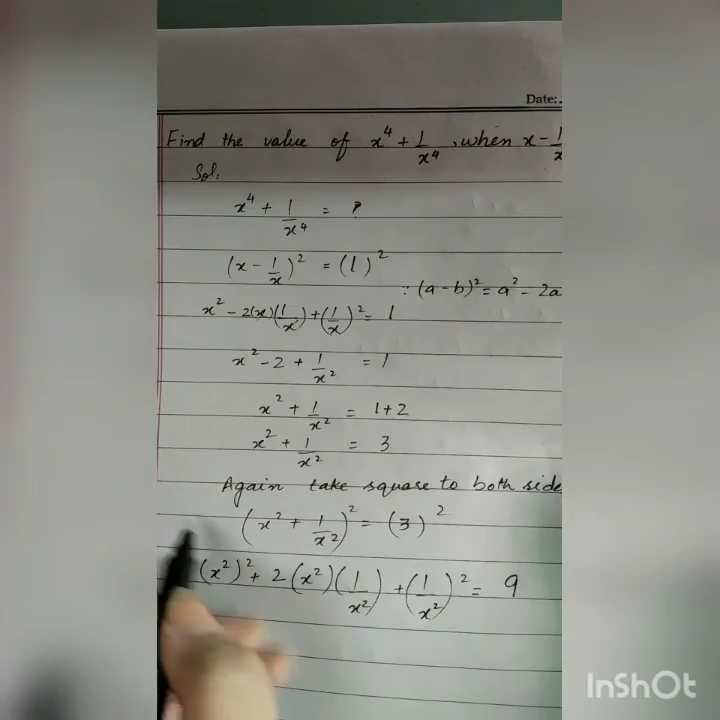 Date:
Find the value of x⁴ + 1/x⁴, when x - 1/x
Sol:
x⁴ + 1/x⁴ = ?
(x - 1/x)² = (1)²
∵ (a - b)² = a² - 2a
x² - 2(x)(1/x) + (1/x)² = 1
x² - 2 + 1/x² = 1
x² + 1/x² = 1+2
x² + 1/x² = 3
Again take square to both side
(x² + 1/x²)² = (3)²
(x²)² + 2(x²)(1/x²) + (1/x²)² = 9
InShOt